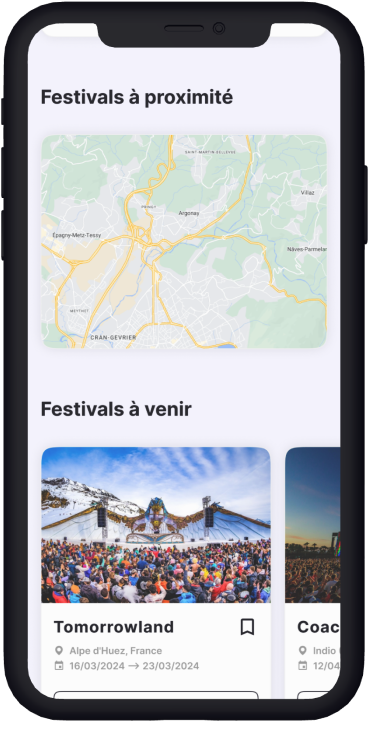 Festivals à proximité
SAINT-MARTIN-BELLEVUE
Villaz
PRINGY
Argonay
Épagny-Metz-Tessy
Nâves-Parmelan
MEYTHET
CRAN-GEVRIER
Festivals à venir
Tomorrowland
Alpe d'Huez, France
16/03/2024 → 23/03/2024
Coac
Indio
12/04